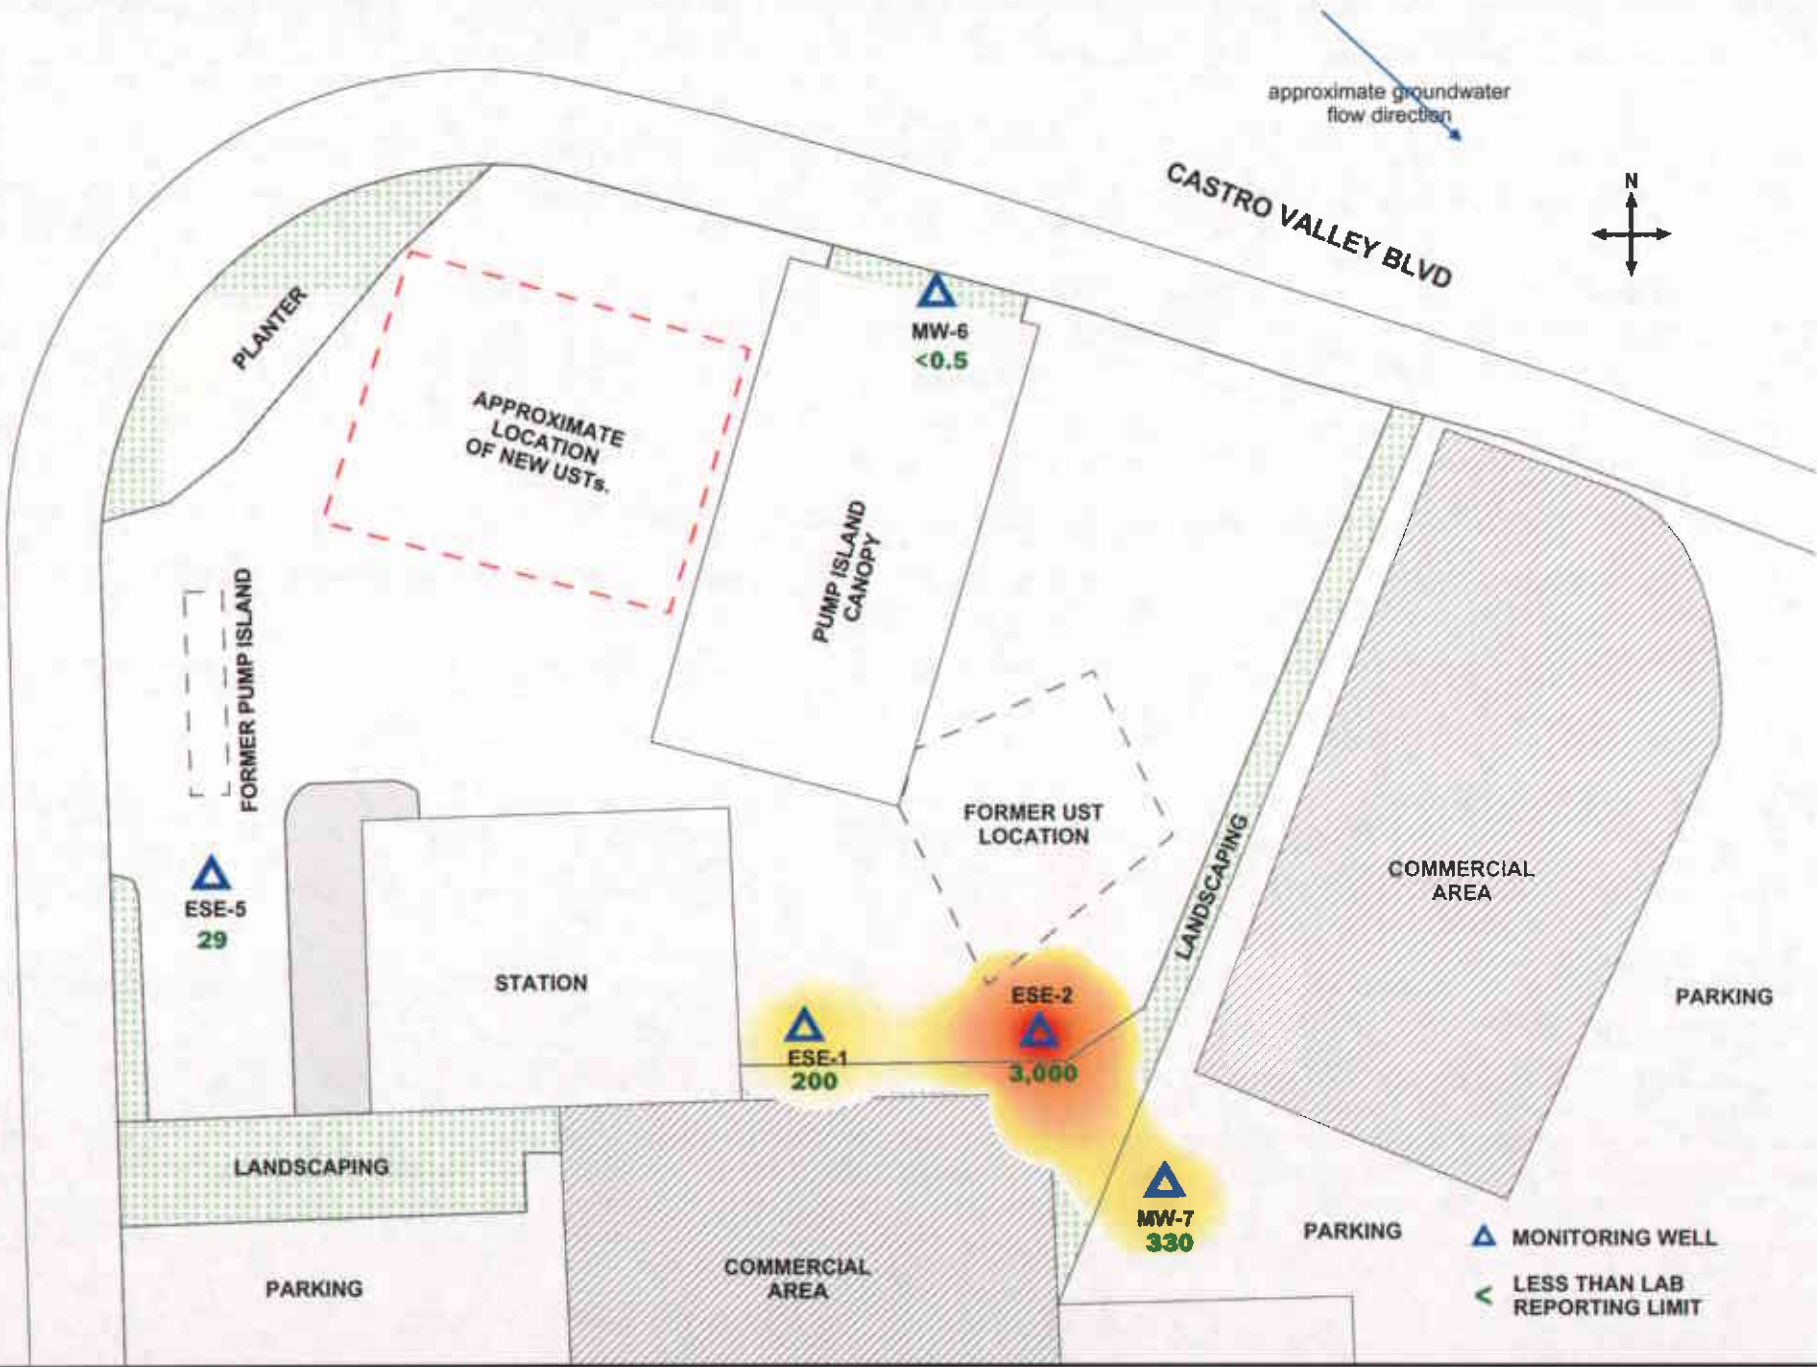 approximate groundwater
flow direction
CASTRO VALLEY BLVD
N
PLANTER
MW-6
<0.5
APPROXIMATE
LOCATION
OF NEW USTs.
PUMP ISLAND
CANOPY
FORMER PUMP ISLAND
FORMER UST
LOCATION
LANDSCAPING
COMMERCIAL
AREA
ESE-5
29
STATION
ESE-2
3,000
ESE-1
200
PARKING
LANDSCAPING
MW-7
330
PARKING
PARKING
COMMERCIAL
AREA
MONITORING WELL
< LESS THAN LAB
REPORTING LIMIT